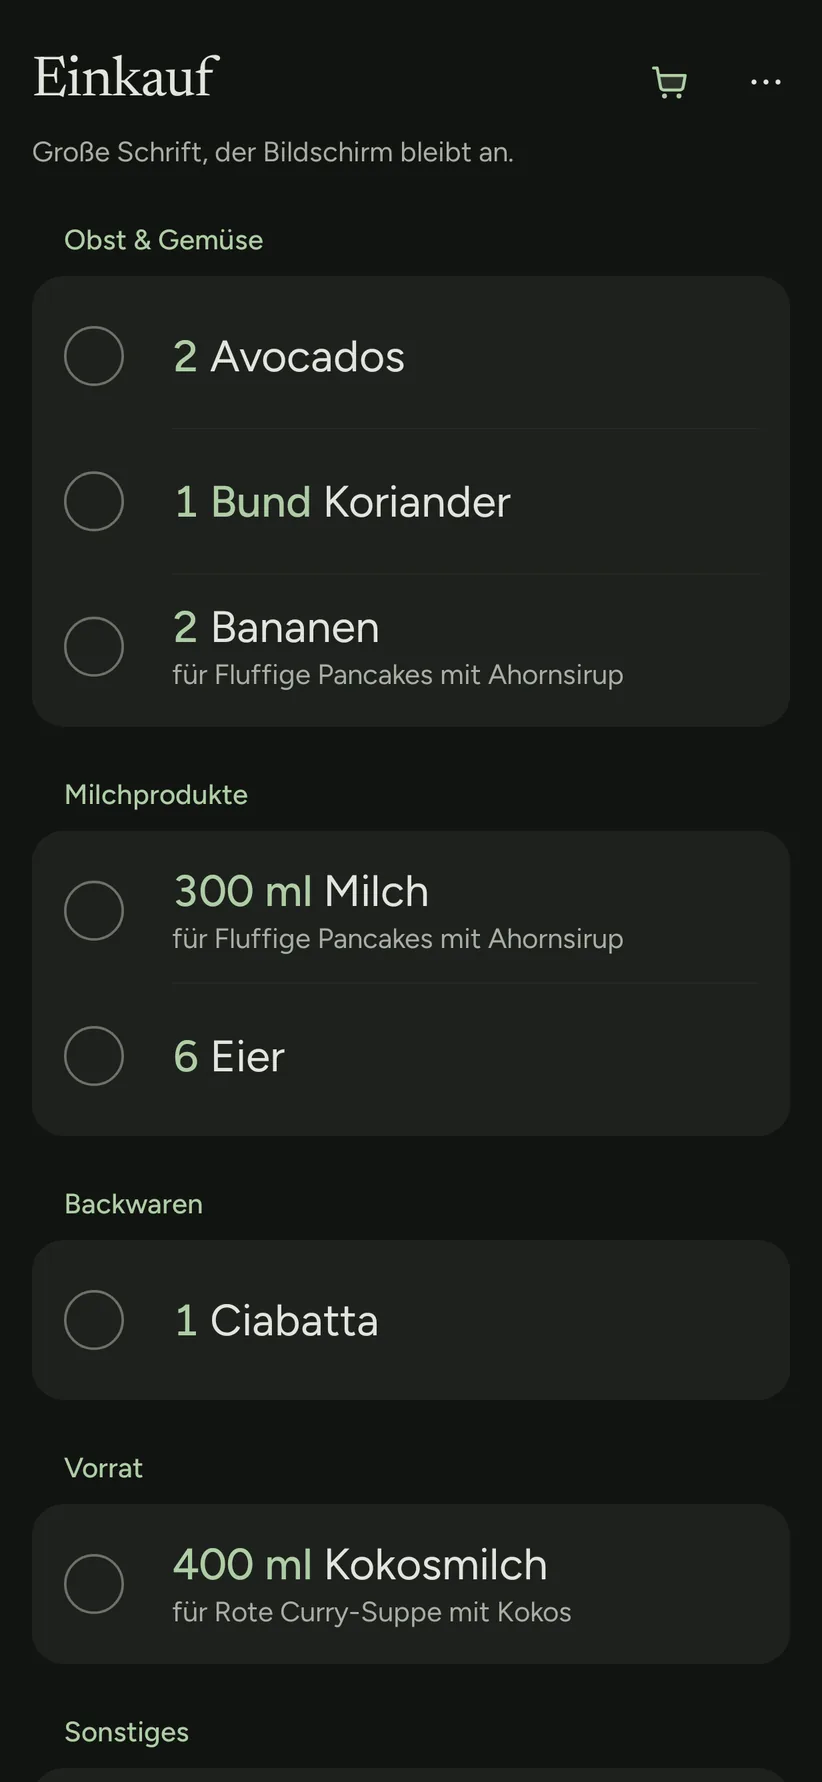 Einkauf
Große Schrift, der Bildschirm bleibt an.
Obst & Gemüse
2 Avocados
1 Bund Koriander
2 Bananen
für Fluffige Pancakes mit Ahornsirup
Milchprodukte
300 ml Milch
für Fluffige Pancakes mit Ahornsirup
6 Eier
Backwaren
1 Ciabatta
Vorrat
400 ml Kokosmilch
für Rote Curry-Suppe mit Kokos
Sonstiges